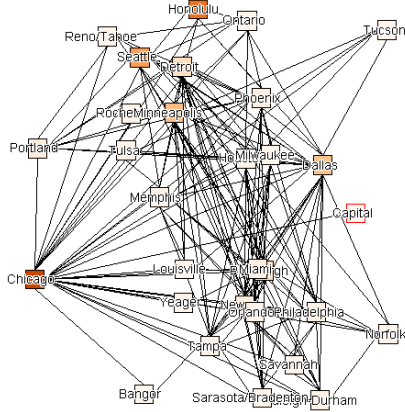 Honolulu
Ontario
Tucson
Reno/Tahoe
Seattle
Detroit
Phoenix
Minneapolis
Portland
Tulsa
Milwaukee
Dallas
Memphis
Capital
Louisville
Miami
Chicago
Yeager
Orlando
Philadelphia
Norfolk
Tampa
Savannah
Bangor
Sarasota/Bradenton
Durham